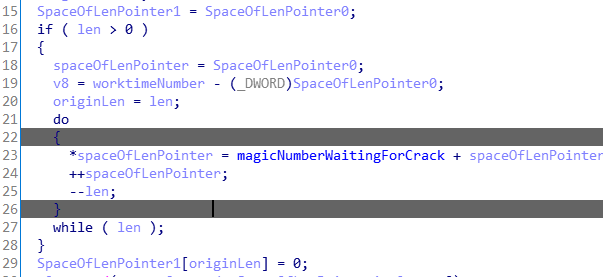 15 SpaceOfLenPointer1 = SpaceOfLenPointer0;
16 if ( len > 0 )
17 {
18 spaceOfLenPointer = SpaceOfLenPointer0;
19 v8 = worktimeNumber - (_DWORD)SpaceOfLenPointer0;
20 originLen = len;
21 do
22 {
23 *spaceOfLenPointer = magicNumberWaitingForCrack + spaceOfLenPointer
24 ++spaceOfLenPointer;
25 --len;
26 }
27 while ( len );
28 }
29 SpaceOfLenPointer1[originLen] = 0;